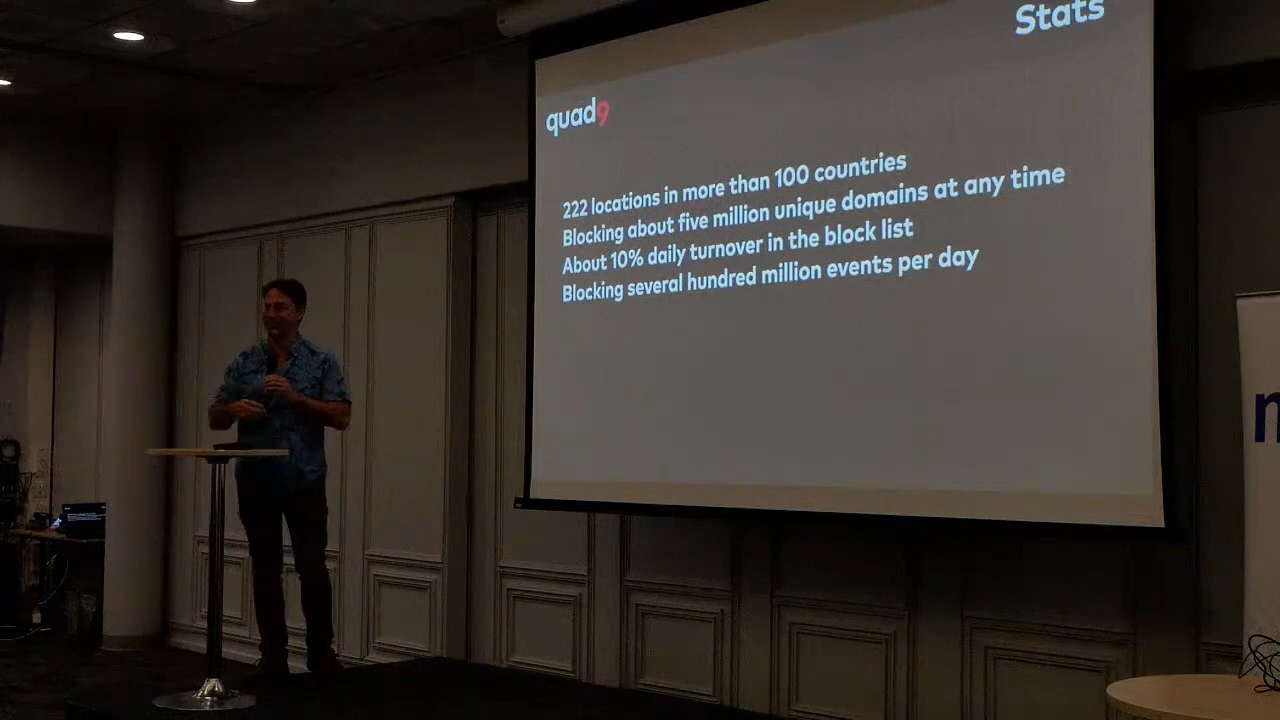 Stats
quad9
222 locations in more than 100 countries
Blocking about five million unique domains at any time
About 10% daily turnover in the block list
Blocking several hundred million events per day